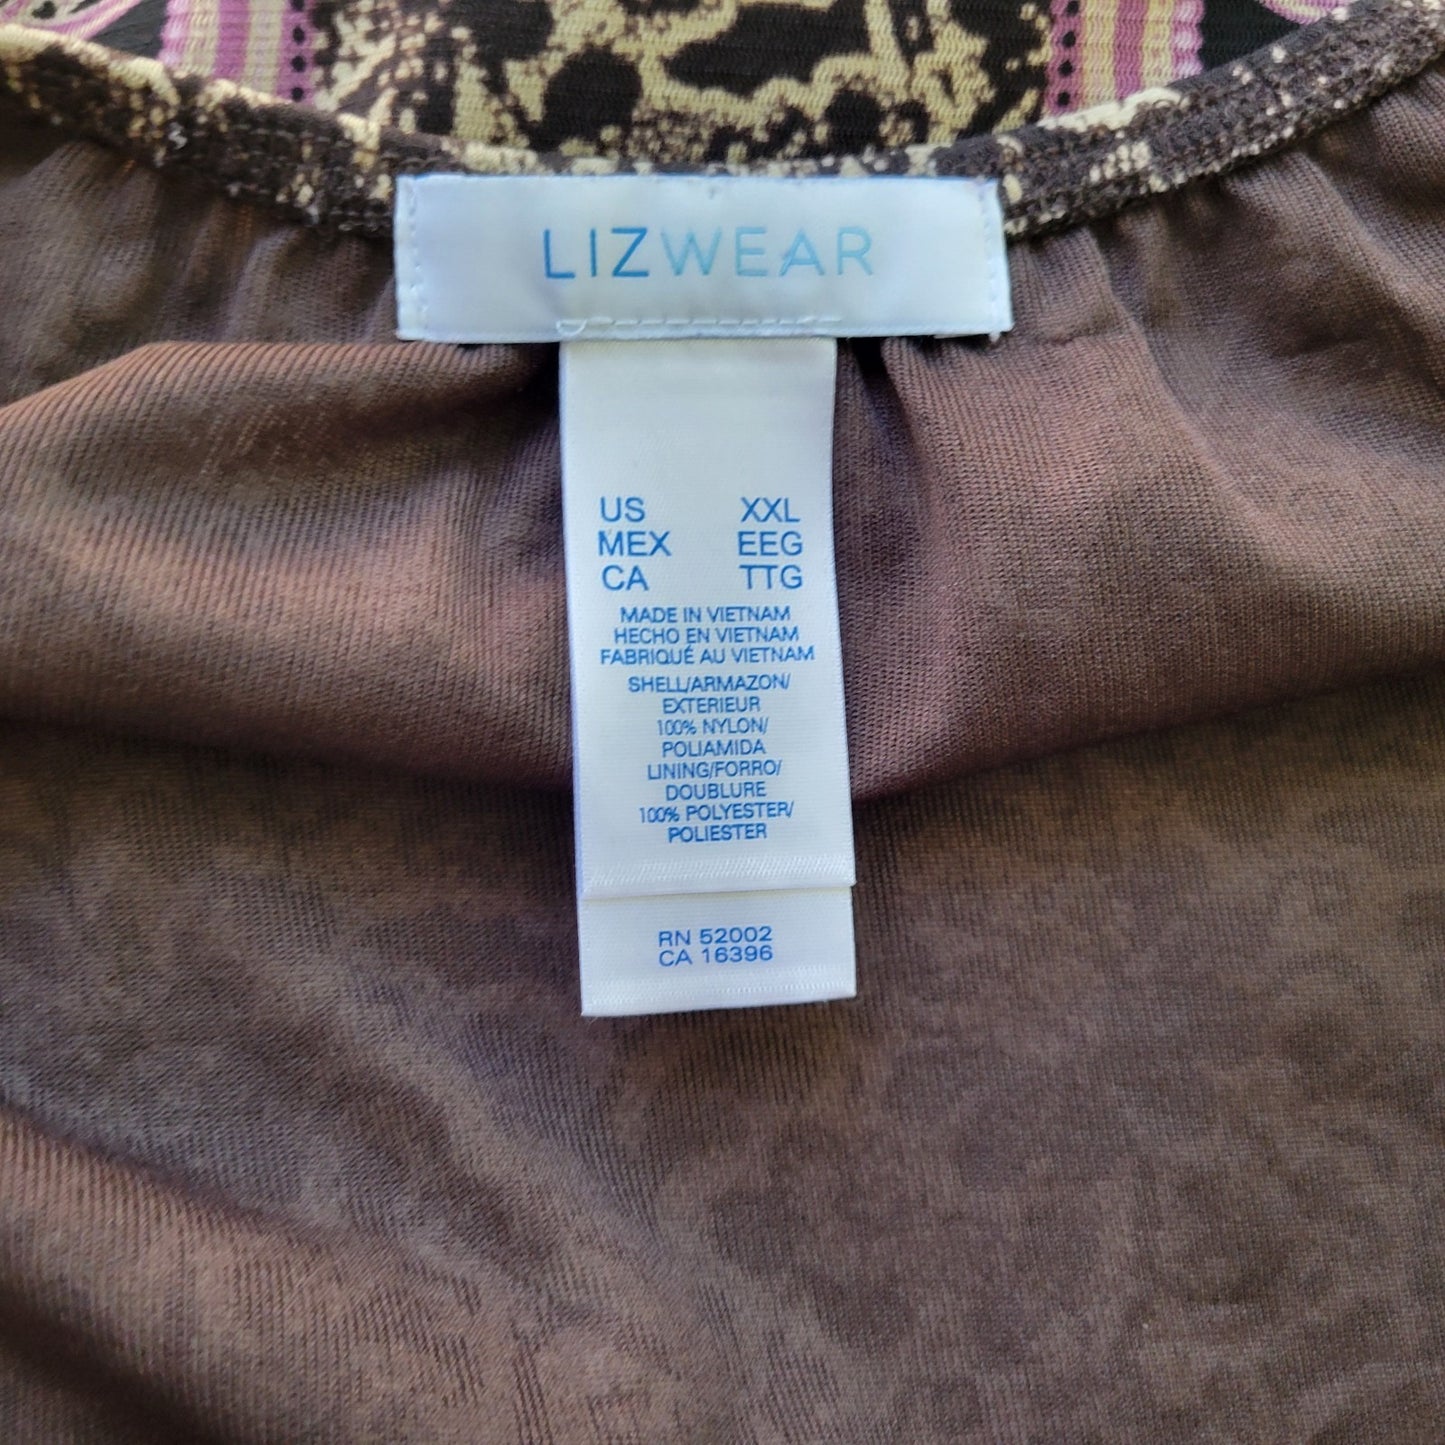 LIZWEAR
US XXL
MEX EEG
CA TTG
MADE IN VIETNAM
HECHO EN VIETNAM
FABRIQUÉ AU VIETNAM
SHELL/ARMAZON/
EXTERIEUR
100% NYLON/
POLIAMIDA
LINING/FORRO/
DOUBLURE
100% POLYESTER/
POLIESTER
RN 52002
CA 16396